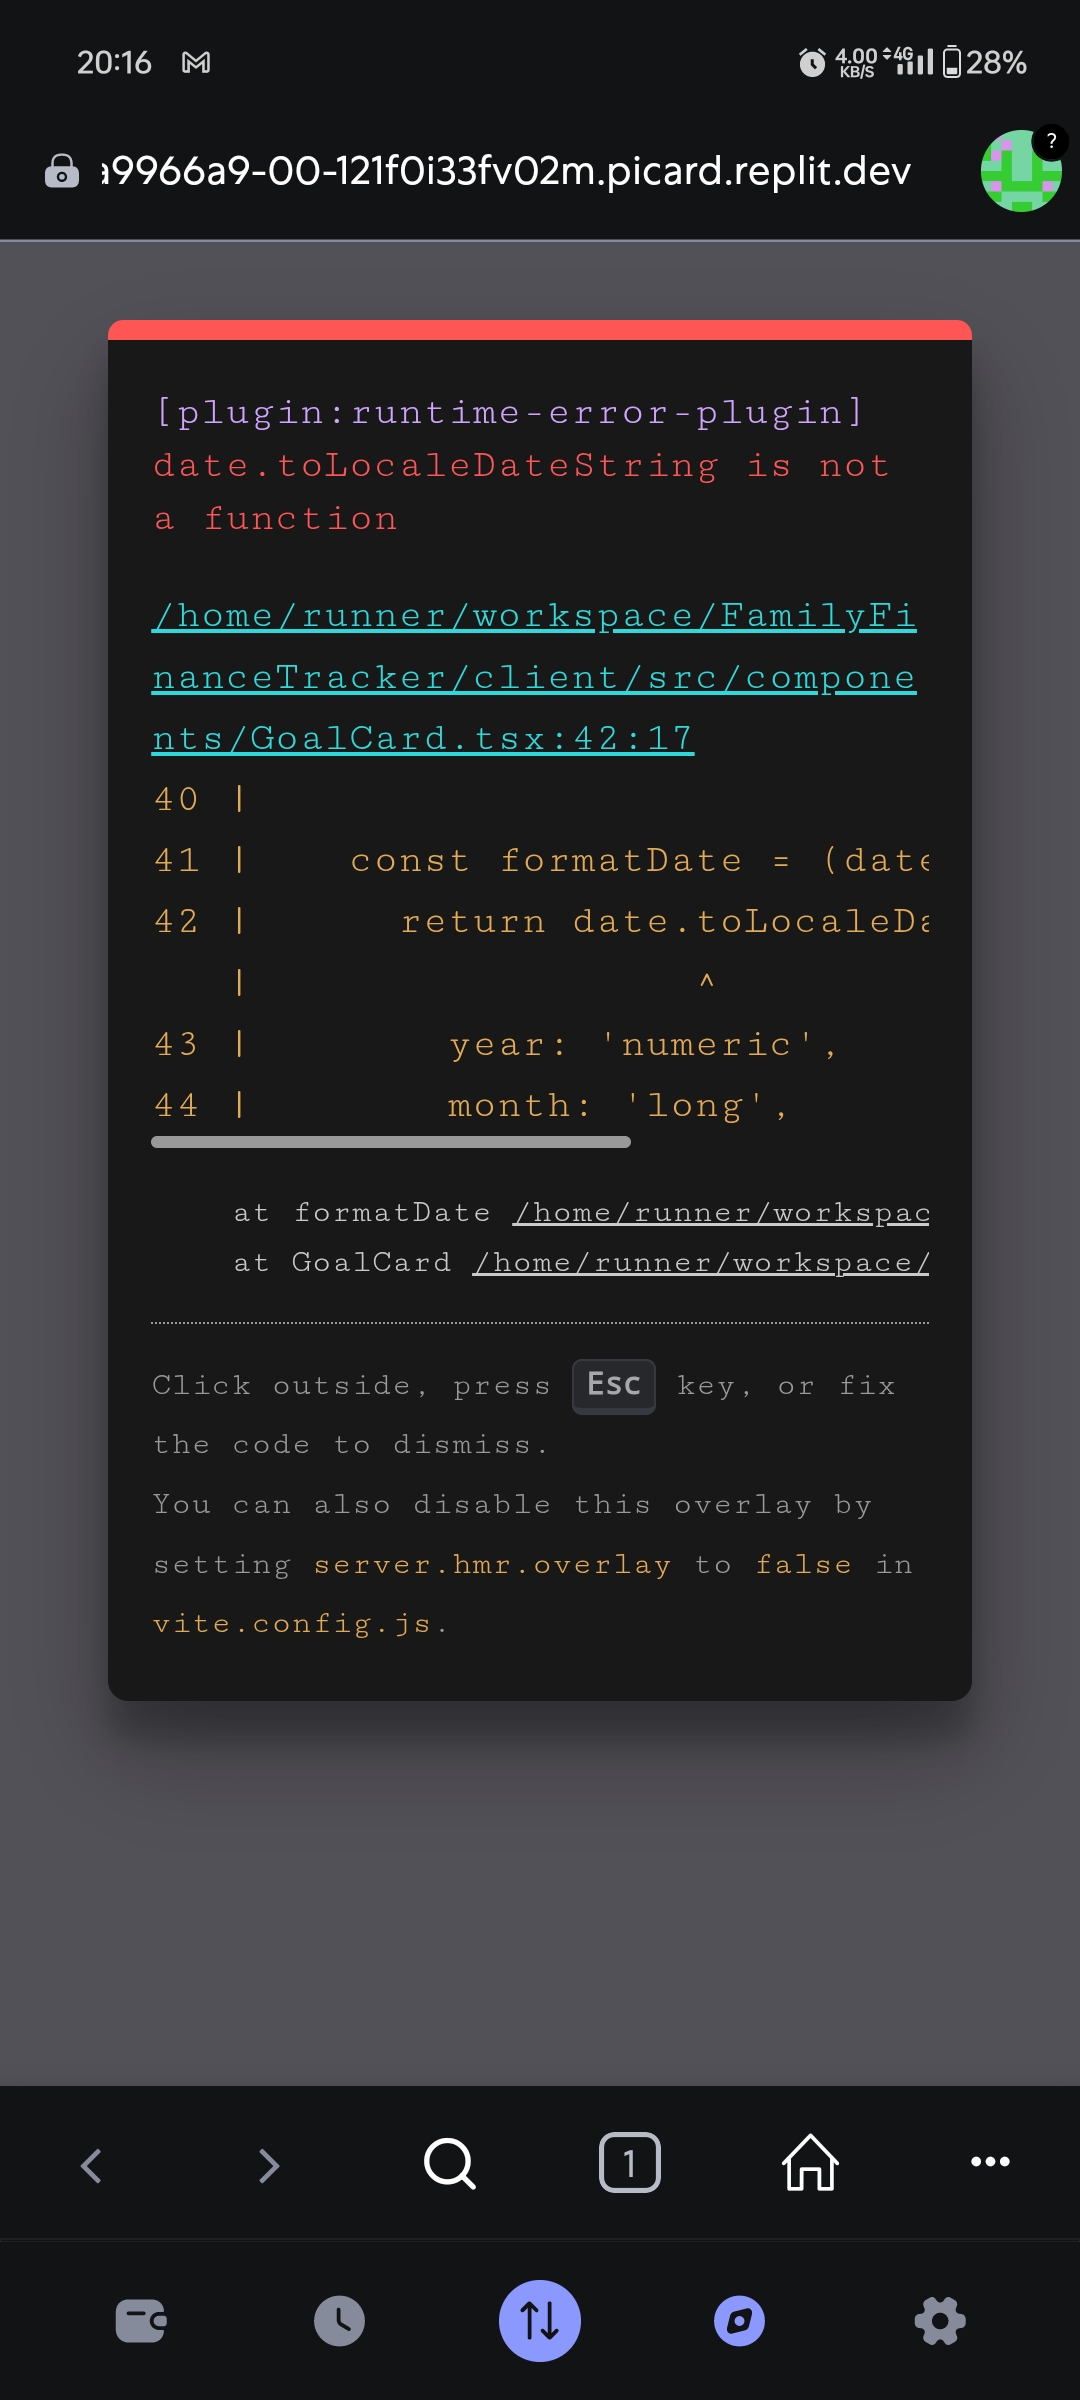 20:16
4.00 KB/S 4G 28%
a9966a9-00-121f0i33fv02m.picard.replit.dev
?
[plugin:runtime-error-plugin]
date.toLocaleDateString is not
a function
/home/runner/workspace/FamilyFi
nanceTracker/client/src/compone
nts/GoalCard.tsx:42:17
40 |
41 |    const formatDate = (date
42 |      return date.toLocaleDa
   |                  ^
43 |        year: 'numeric',
44 |        month: 'long',
at formatDate /home/runner/workspac
at GoalCard /home/runner/workspace/
Click outside, press Esc key, or fix
the code to dismiss.
You can also disable this overlay by
setting server.hmr.overlay to false in
vite.config.js.
1